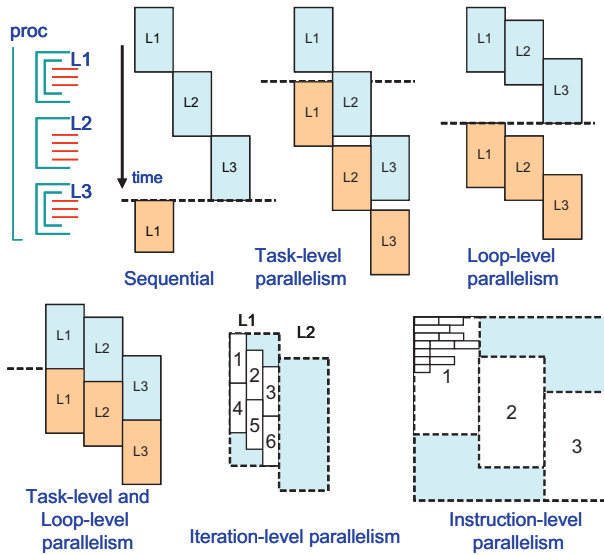 proc
L1
L2
L3
time
L1
L2
L3
L1
Sequential
L1
L2
L3
L1
L2
L3
Task-level
parallelism
L1
L2
L3
L1
L2
L3
Loop-level
parallelism
L1
L2
L3
L1
L2
L3
Task-level and
Loop-level
parallelism
L1
L2
1
2
3
4
5
6
Iteration-level parallelism
1
2
3
Instruction-level
parallelism